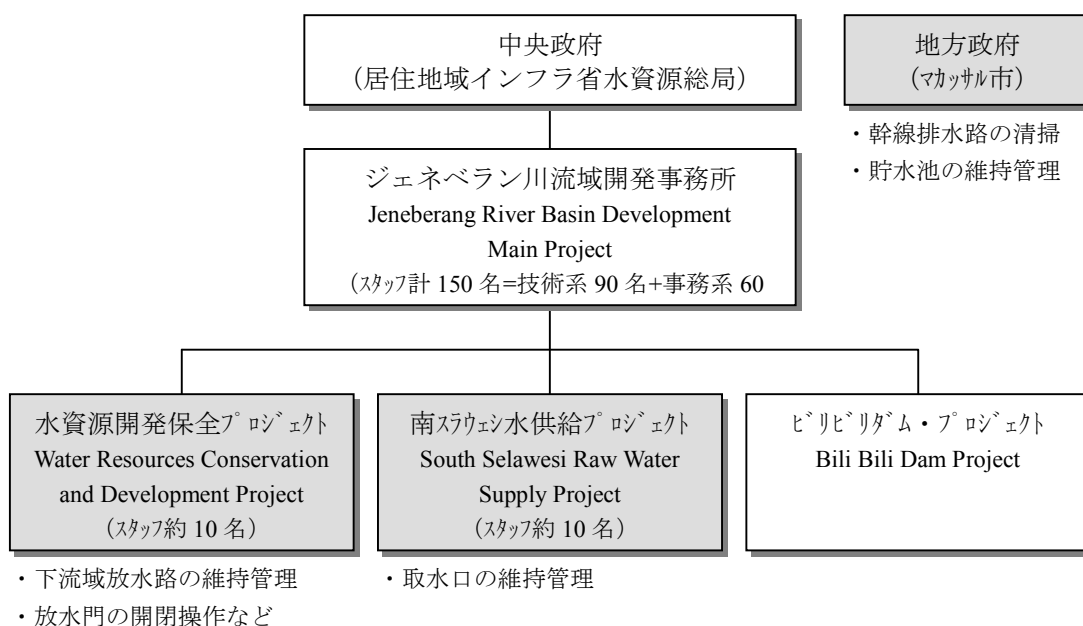 中央政府
(居住地域インフラ省水資源総局)
地方政府
(ﾏｶｯｻﾙ市)
・幹線排水路の清掃
・貯水池の維持管理
ジェネベラン川流域開発事務所
Jeneberang River Basin Development
Main Project
(ｽﾀｯﾌ計 150 名=技術系 90 名+事務系 60
水資源開発保全ﾌﾟﾛｼﾞｪｸﾄ
Water Resources Conservation
and Development Project
(ｽﾀｯﾌ約 10 名)
・下流域放水路の維持管理
・放水門の開閉操作など
南ｽﾗｳｪｼ水供給ﾌﾟﾛｼﾞｪｸﾄ
South Selawesi Raw Water
Supply Project
(ｽﾀｯﾌ約 10 名)
・取水口の維持管理
ﾋﾞﾘﾋﾞﾘﾀﾞﾑ・ﾌﾟﾛｼﾞｪｸﾄ
Bili Bili Dam Project